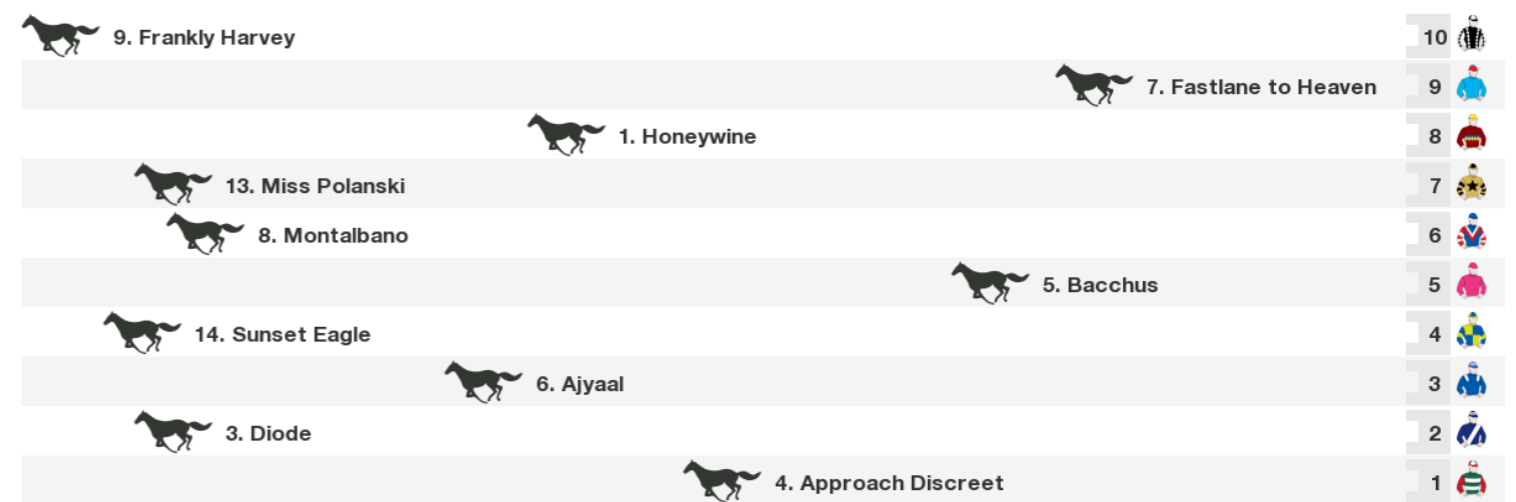 9. Frankly Harvey 10
7. Fastlane to Heaven 9
1. Honeywine 8
13. Miss Polanski 7
8. Montalbano 6
5. Bacchus 5
14. Sunset Eagle 4
6. Ajyaal 3
3. Diode 2
4. Approach Discreet 1